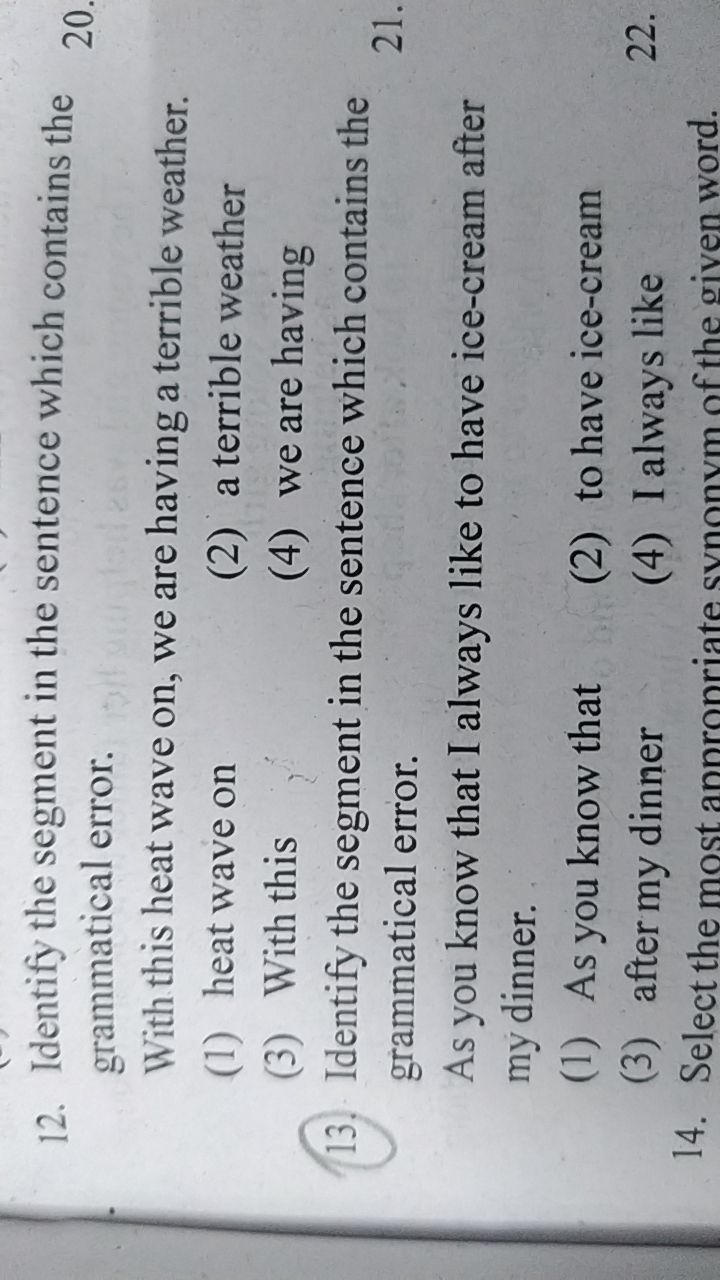 12. Identify the segment in the sentence which contains the
grammatical error.
With this heat wave on, we are having a terrible weather.
(1) heat wave on (2) a terrible weather
(3) With this (4) we are having
13. Identify the segment in the sentence which contains the
grammatical error.
As you know that I always like to have ice-cream after
my dinner.
(1) As you know that (2) to have ice-cream
(3) after my dinner (4) I always like
14. Select the most appropriate synonym of the given word.
20.
21.
22.